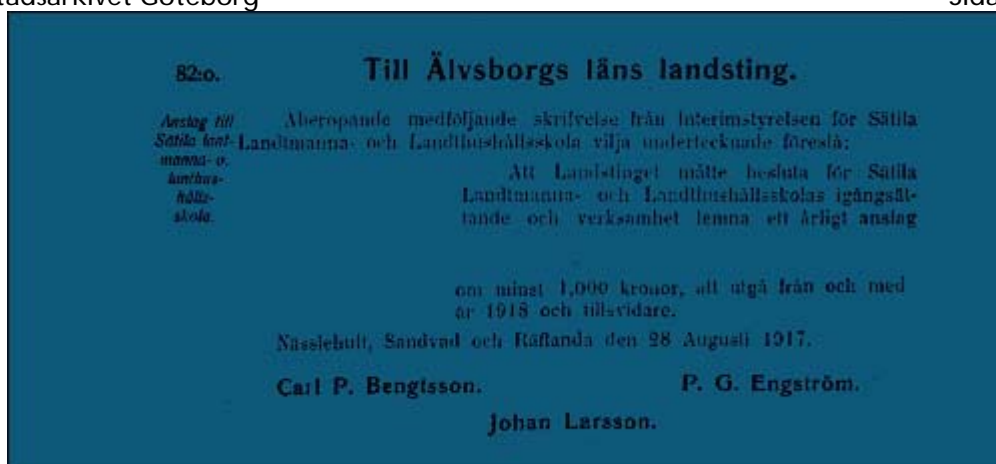 Stadsarkivet Göteborg
Sida
82:o.
Till Älvsborgs läns landsting.
Anslag till
Sätila lant-
manna- o.
lanthus-
hålls-
skola.
Åberopande medföljande skrifvelse från interimstyrelsen för Sätila
Landtmanna- och Landthushållsskola vilja undertecknade föreslå:
Att Landstinget måtte besluta för Sätila
Landtmanna- och Landthushållsskolas igångsät-
tande och verksamhet lemna ett årligt anslag
om minst 1,000 kronor, att utgå från och med
år 1918 och tillsvidare.
Nässlehult, Sandvad och Räflanda den 28 Augusti 1917.
Carl P. Bengtsson.
P. G. Engström.
Johan Larsson.